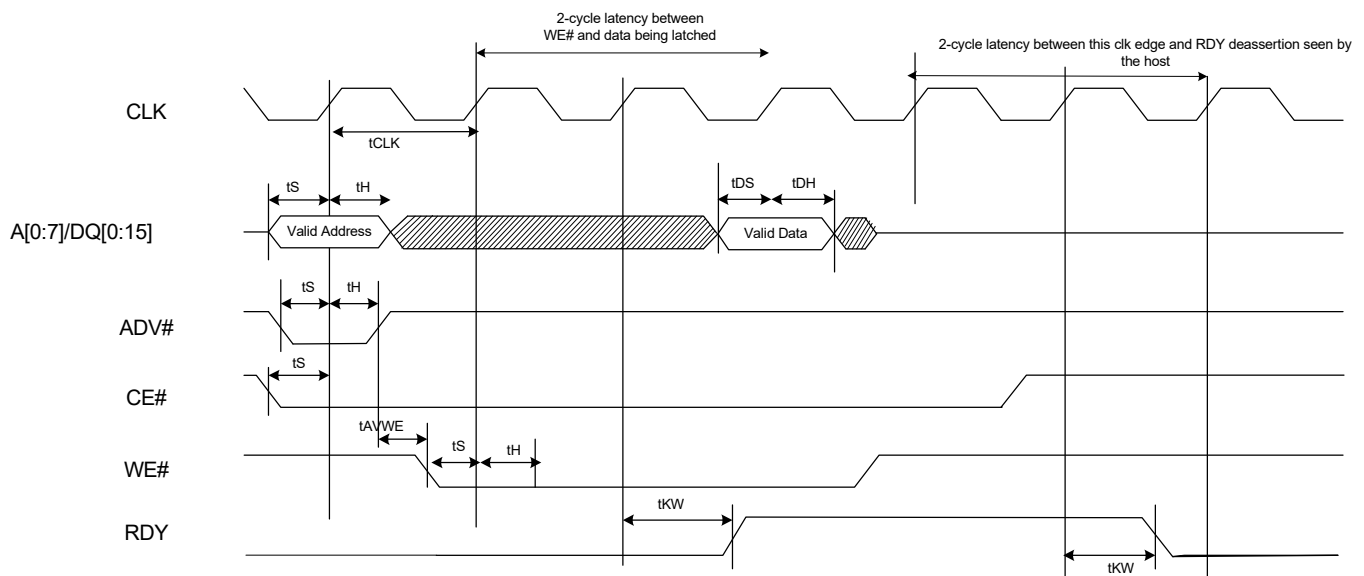 2-cycle latency between
WE# and data being latched
2-cycle latency between this clk edge and RDY deassertion seen by
the host
CLK
tCLK
tS
tH
tDS
tDH
A[0:7]/DQ[0:15]
Valid Address
Valid Data
tS
tH
ADV#
tS
CE#
tAVWE
tS
tH
WE#
tKW
RDY
tKW